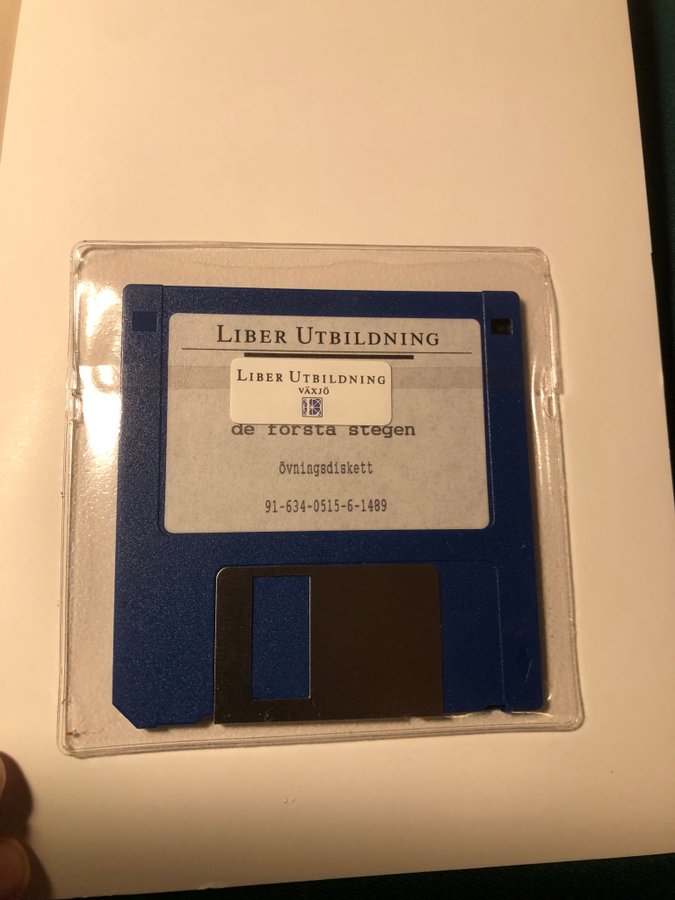 LIBER UTBILDNING
LIBER UTBILDNING
VÄXJÖ
de första stegen
övningsdiskett
91-634-0515-6-1489